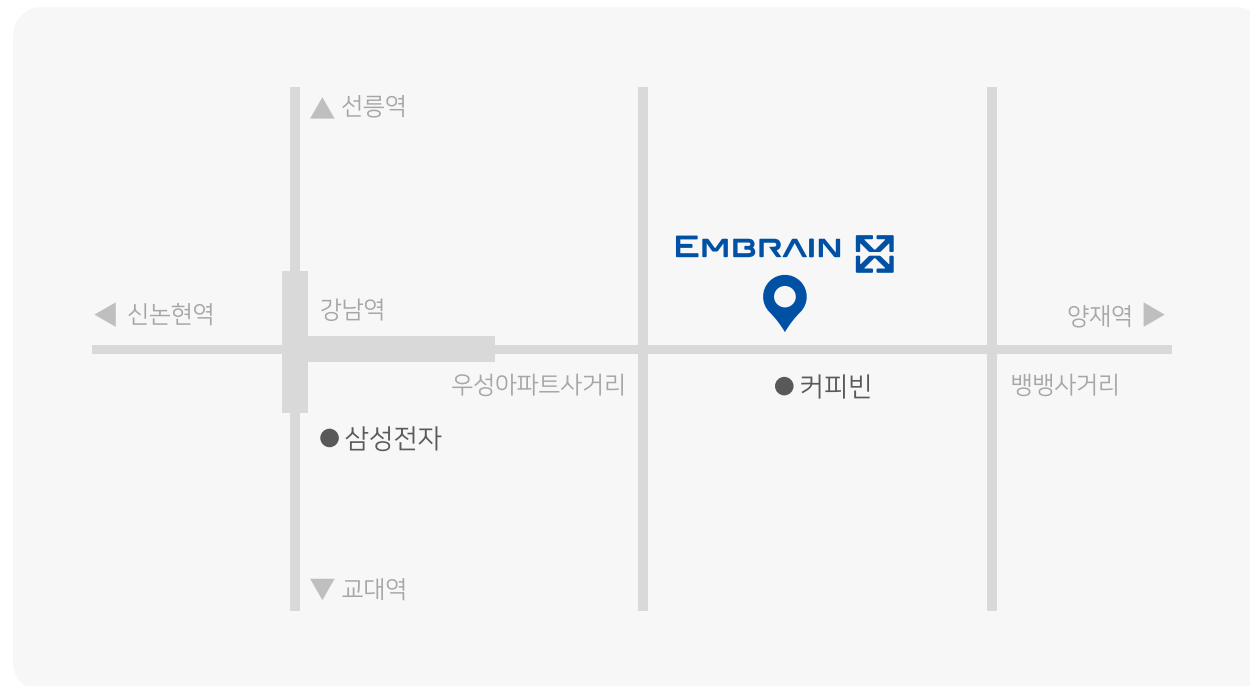 선릉역
EMBRAIN
신논현역
강남역
양재역
우성아파트사거리
커피빈
뱅뱅사거리
삼성전자
교대역